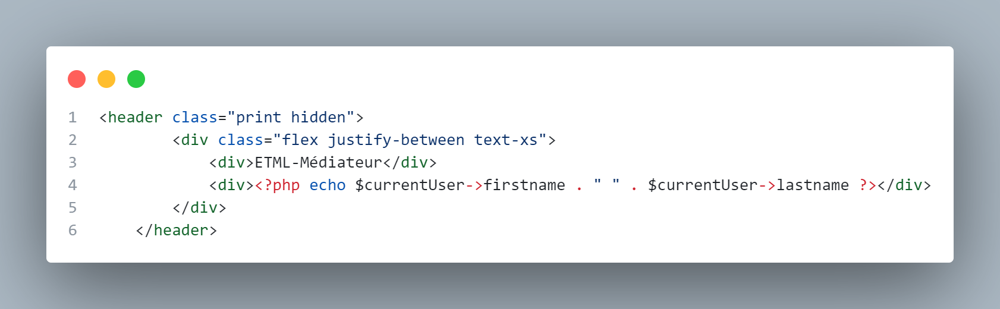 1 <header class="print hidden">
2 <div class="flex justify-between text-xs">
3 <div>ETML-Médiateur</div>
4 <div><?php echo $currentUser->firstname . " " . $currentUser->lastname ?></div>
5 </div>
6 </header>